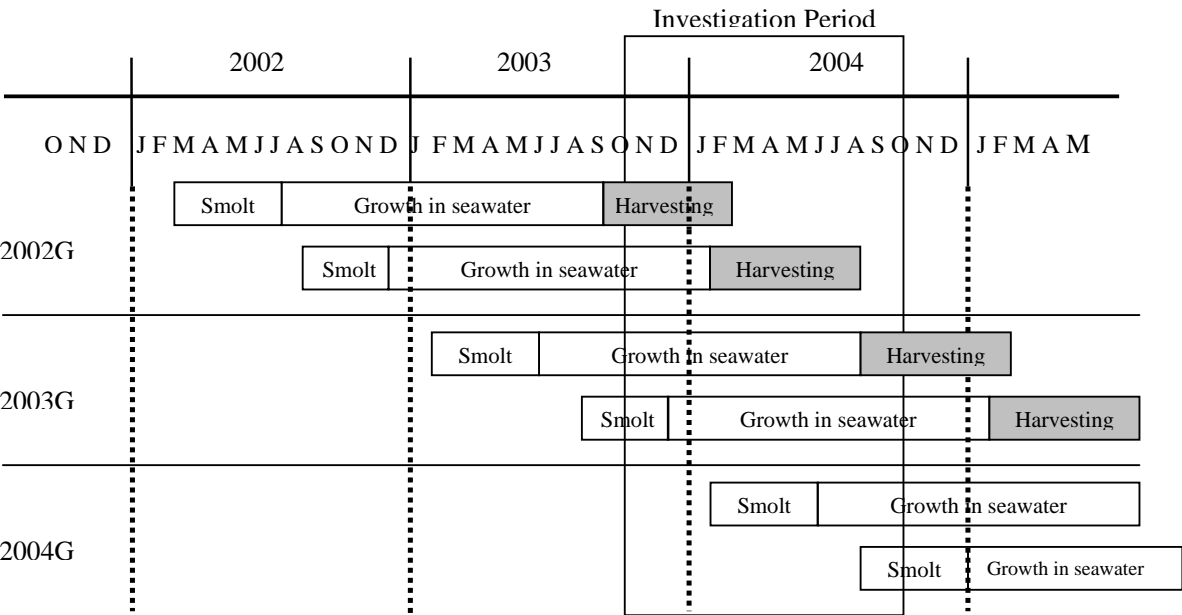 Investigation Period
2002 2003 2004
O N D J F M A M J J A S O N D J F M A M J J A S O N D J F M A M J J A S O N D J F M A M
Smolt Growth in seawater Harvesting
2002G
Smolt Growth in seawater Harvesting
Smolt Growth in seawater Harvesting
2003G
Smolt Growth in seawater Harvesting
Smolt Growth in seawater
2004G
Smolt Growth in seawater